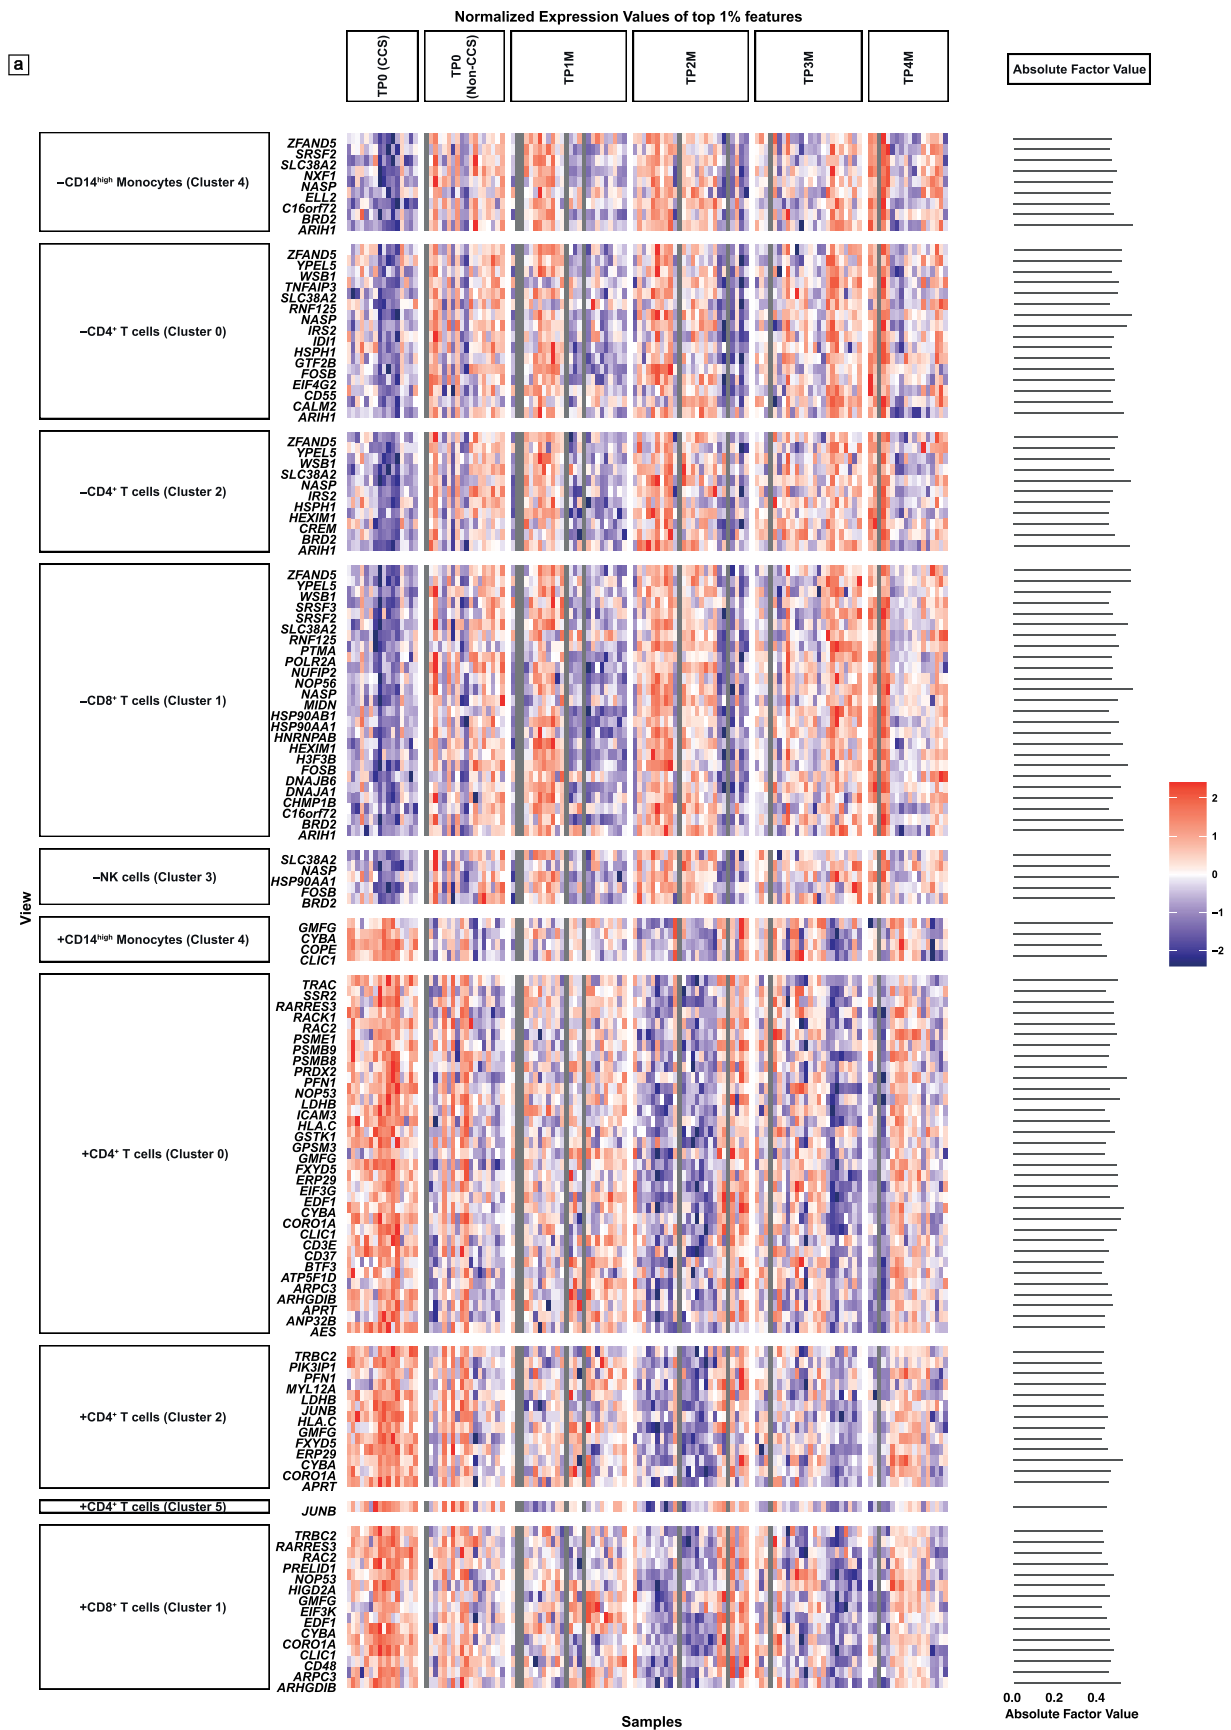 Normalized Expression Values of top 1% features
a
TP0 (CCS)
TP0
(Non-CCS)
TP1M
TP2M
TP3M
TP4M
Absolute Factor Value
View
–CD14high Monocytes (Cluster 4)
ZFAND5
SRSF2
SLC38A2
NXF1
NASP
ELL2
C16orf72
BRD2
ARIH1
–CD4+ T cells (Cluster 0)
ZFAND5
YPEL5
WSB1
TNFAIP3
SLC38A2
RNF125
NASP
IRS2
IDI1
HSPH1
GTF2B
FOSB
EIF4G2
CD55
CALM2
ARIH1
–CD4+ T cells (Cluster 2)
ZFAND5
YPEL5
WSB1
SLC38A2
NASP
IRS2
HSPH1
HEXIM1
CREM
BRD2
ARIH1
–CD8+ T cells (Cluster 1)
ZFAND5
YPEL5
WSB1
SRSF3
SRSF2
SLC38A2
RNF125
PTMA
POLR2A
NUFIP2
NOP56
NASP
MIDN
HSP90AB1
HSP90AA1
HNRNPAB
HEXIM1
H3F3B
FOSB
DNAJB6
DNAJA1
CHMP1B
C16orf72
BRD2
ARIH1
–NK cells (Cluster 3)
SLC38A2
NASP
HSP90AA1
FOSB
BRD2
+CD14high Monocytes (Cluster 4)
GMFG
CYBA
COPE
CLIC1
+CD4+ T cells (Cluster 0)
TRAC
SSR2
RARRES3
RACK1
RAC2
PSME1
PSMB9
PSMB8
PRDX2
PFN1
NOP53
LDHB
ICAM3
HLA.C
GSTK1
GPSM3
GMFG
FXYD5
ERP29
EIF3G
EDF1
CYBA
CORO1A
CLIC1
CD3E
CD37
BTF3
ATP5F1D
ARPC3
ARHGDIB
APRT
ANP32B
AES
+CD4+ T cells (Cluster 2)
TRBC2
PIK3IP1
PFN1
MYL12A
LDHB
JUNB
HLA.C
GMFG
FXYD5
ERP29
CYBA
CORO1A
APRT
+CD4+ T cells (Cluster 5)
JUNB
+CD8+ T cells (Cluster 1)
TRBC2
RARRES3
RAC2
PRELID1
NOP53
HIGD2A
GMFG
EIF3K
EDF1
CYBA
CORO1A
CLIC1
CD48
ARPC3
ARHGDIB
2
1
0
–1
–2
0.0 0.2 0.4
Absolute Factor Value
Samples